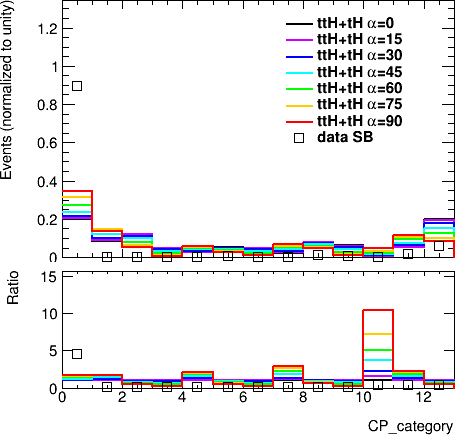 Events (normalized to unity)
1.2
1
0.8
0.6
0.4
0.2
0
ttH+tH α=0
ttH+tH α=15
ttH+tH α=30
ttH+tH α=45
ttH+tH α=60
ttH+tH α=75
ttH+tH α=90
data SB
Ratio
15
10
5
0
0 2 4 6 8 10 12
CP_category